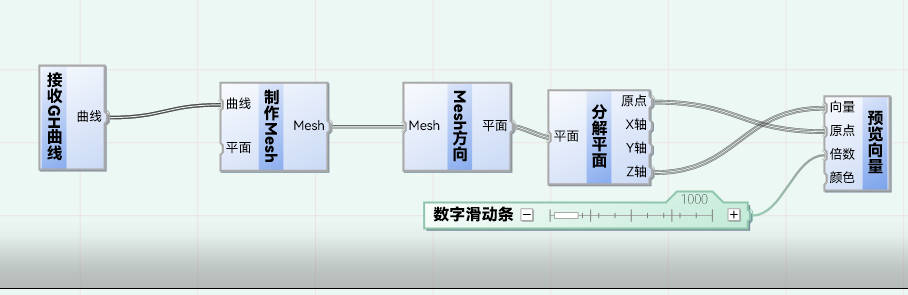 接收GH曲线
曲线
曲线
平面
制作Mesh
Mesh
Mesh
Mesh方向
平面
平面
分解平面
原点
X轴
Y轴
Z轴
向量
原点
倍数
颜色
预览向量
数字滑动条
1000